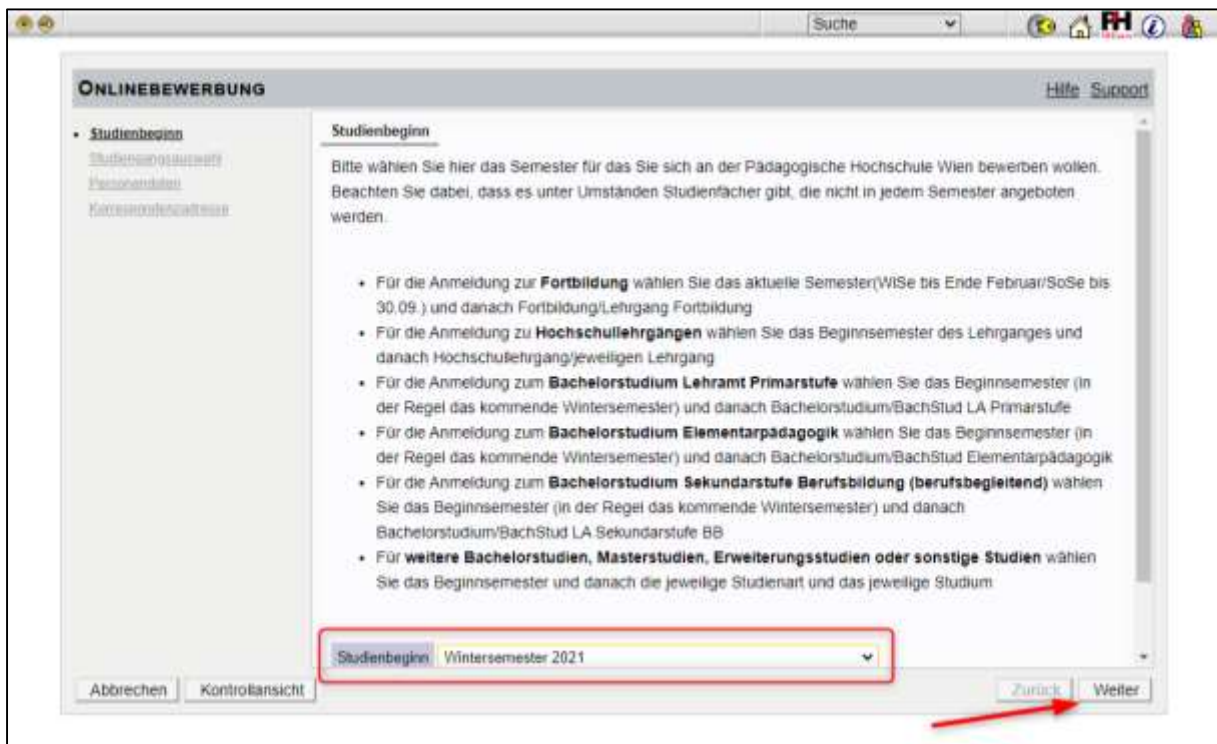 Suche
PH
ONLINEBEWERBUNG
Hilfe Support
Studienbeginn
Studiengangsauswahl
Personendaten
Korrespondenzadresse
Studienbeginn
Bitte wählen Sie hier das Semester für das Sie sich an der Pädagogische Hochschule Wien bewerben wollen.
Beachten Sie dabei, dass es unter Umständen Studienfächer gibt, die nicht in jedem Semester angeboten
werden.
• Für die Anmeldung zur Fortbildung wählen Sie das aktuelle Semester(WiSe bis Ende Februar/SoSe bis
30.09.) und danach Fortbildung/Lehrgang Fortbildung
• Für die Anmeldung zu Hochschullehrgängen wählen Sie das Beginnsemester des Lehrganges und
danach Hochschullehrgang/jeweiligen Lehrgang
• Für die Anmeldung zum Bachelorstudium Lehramt Primarstufe wählen Sie das Beginnsemester (in
der Regel das kommende Wintersemester) und danach Bachelorstudium/BachStud LA Primarstufe
• Für die Anmeldung zum Bachelorstudium Elementarpädagogik wählen Sie das Beginnsemester (in
der Regel das kommende Wintersemester) und danach Bachelorstudium/BachStud Elementarpädagogik
• Für die Anmeldung zum Bachelorstudium Sekundarstufe Berufsbildung (berufsbegleitend) wählen
Sie das Beginnsemester (in der Regel das kommende Wintersemester) und danach
Bachelorstudium/BachStud LA Sekundarstufe BB
• Für weitere Bachelorstudien, Masterstudien, Erweiterungsstudien oder sonstige Studien wählen
Sie das Beginnsemester und danach die jeweilige Studienart und das jeweilige Studium
Studienbeginn Wintersemester 2021
Abbrechen Kontrollansicht Zurück Weiter